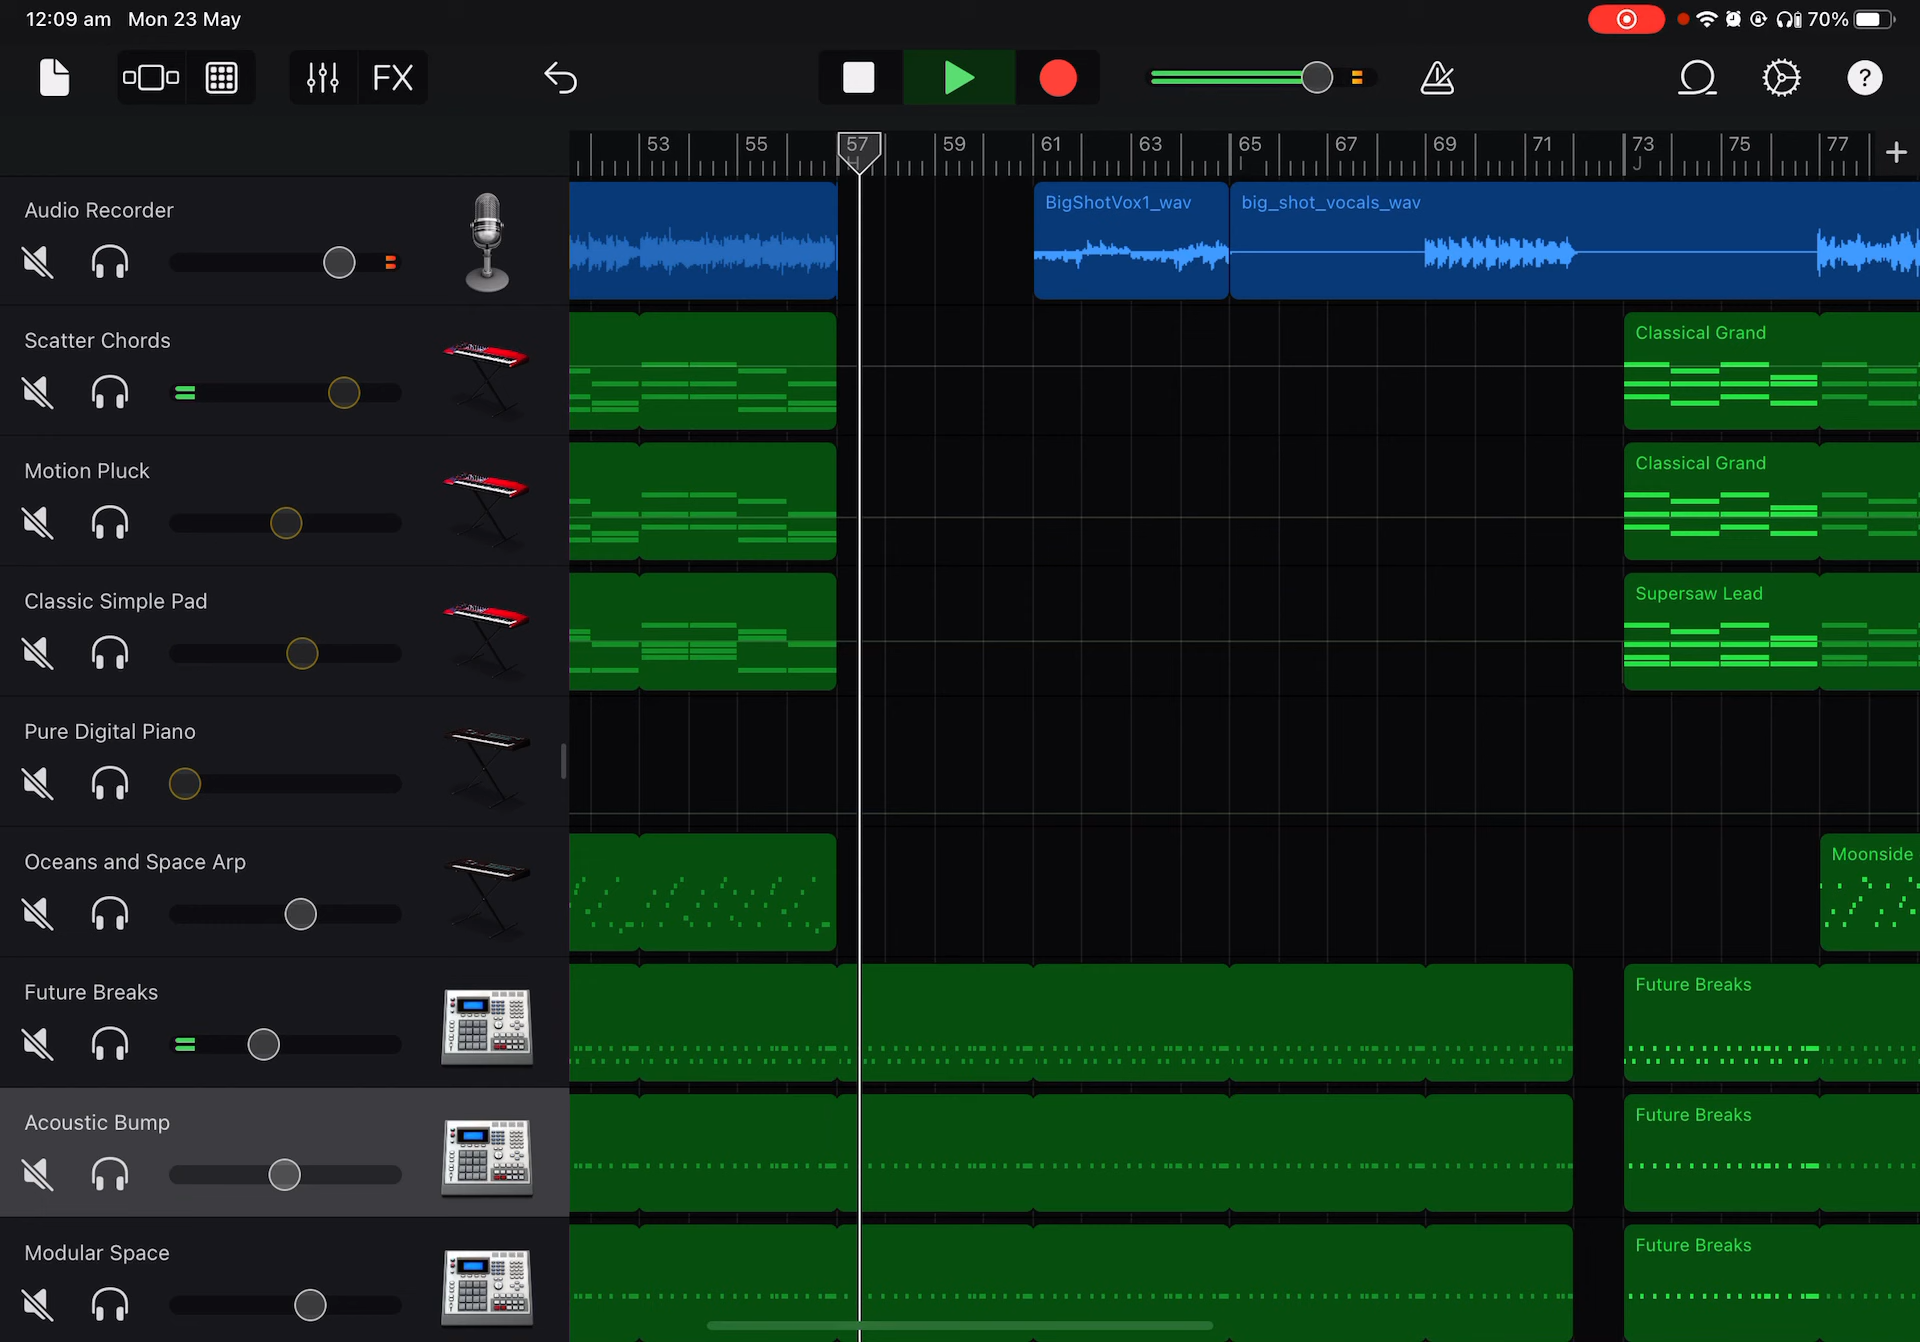 12:09 am Mon 23 May
70%
FX
?
53 55 57 59 61 63 65 67 69 71 73 75 77 +
H I J
Audio Recorder
BigShotVox1_wav big_shot_vocals_wav
Scatter Chords
Classical Grand
Motion Pluck
Classical Grand
Classic Simple Pad
Supersaw Lead
Pure Digital Piano
Oceans and Space Arp
Moonside
Future Breaks
Future Breaks
Acoustic Bump
Future Breaks
Modular Space
Future Breaks